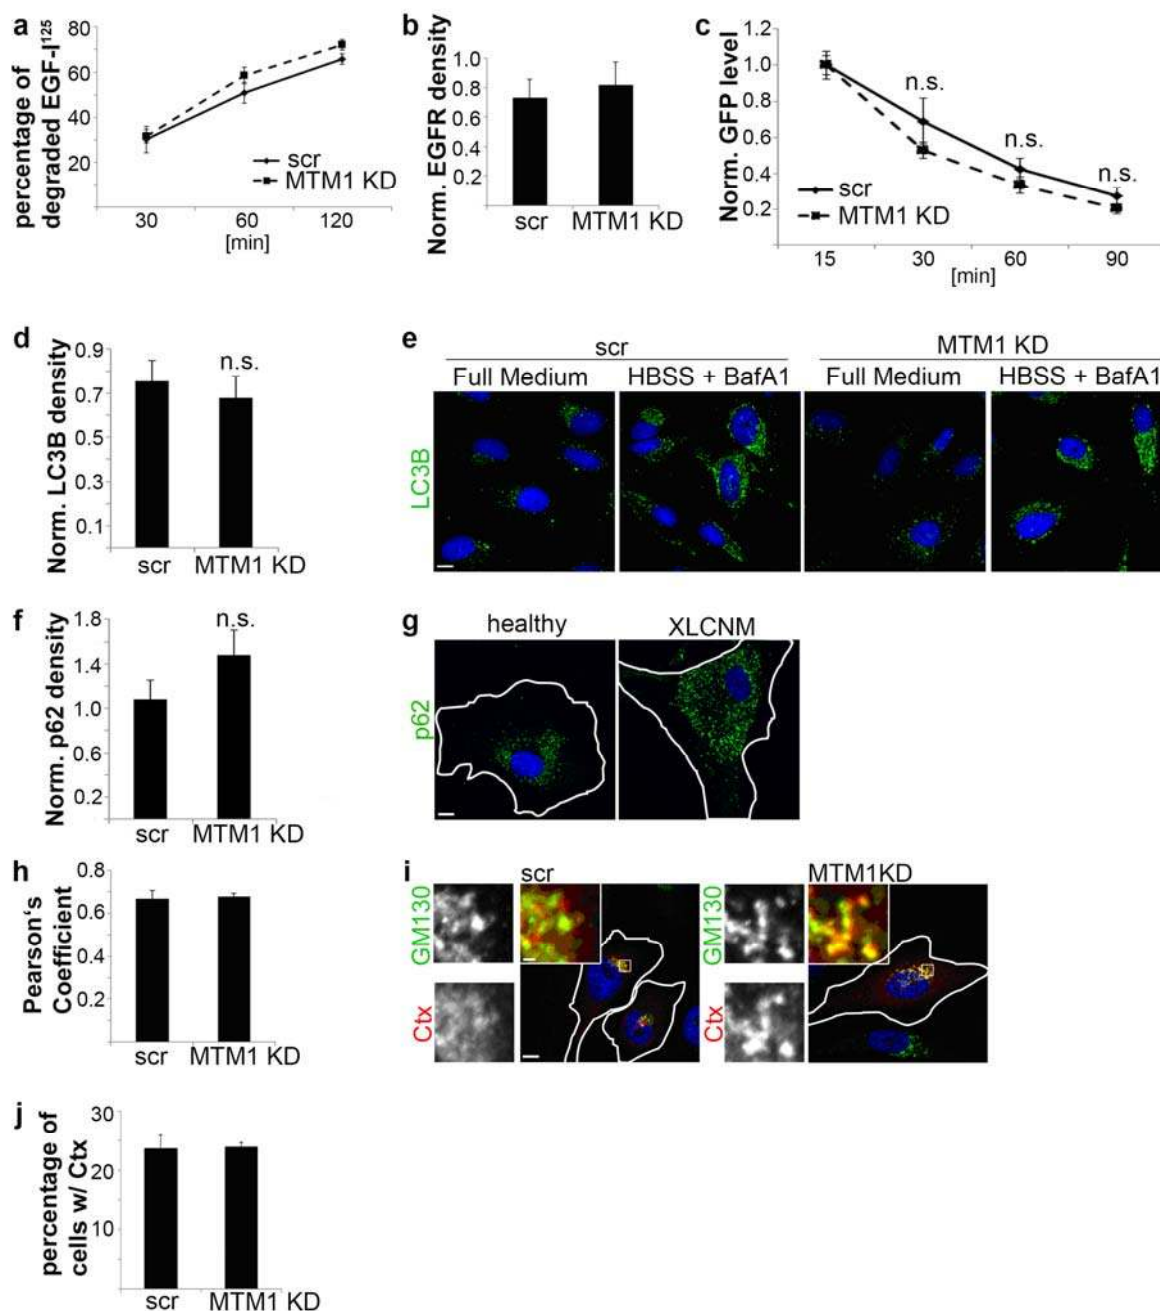 a
percentage of
degraded EGF-I¹²⁵
80
60
40
20
scr
MTM1 KD
30 60 120
[min]
b
Norm. EGFR density
1.0
0.8
0.6
0.4
0.2
scr MTM1 KD
c
Norm. GFP level
1.2
1.0
0.8
0.6
0.4
0.2
n.s.
n.s.
n.s.
scr
MTM1 KD
15 30 60 90
[min]
d
Norm. LC3B density
0.9
0.7
0.5
0.3
0.1
n.s.
scr MTM1 KD
e
scr MTM1 KD
Full Medium HBSS + BafA1 Full Medium HBSS + BafA1
LC3B
f
Norm. p62 density
1.8
1.4
1.0
0.6
0.2
n.s.
scr MTM1 KD
g
healthy XLCNM
p62
h
Pearson‘s
Coefficient
0.8
0.6
0.4
0.2
scr MTM1 KD
i
scr MTM1KD
GM130
Ctx
GM130
Ctx
j
percentage of
cells w/ Ctx
30
20
10
scr MTM1 KD